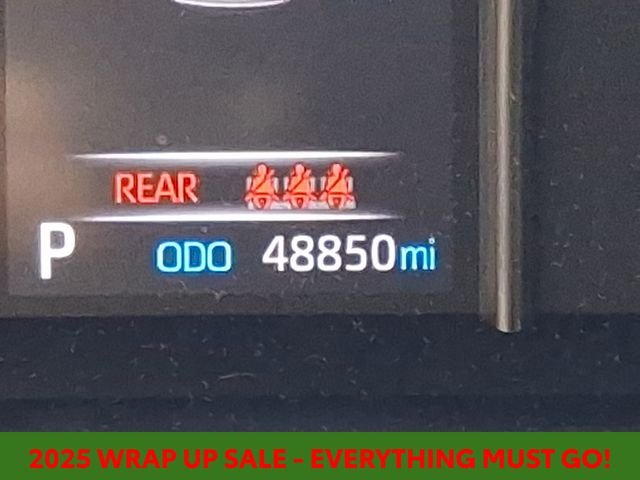 REAR
P ODO 48850mi
2025 WRAP UP SALE - EVERYTHING MUST GO!